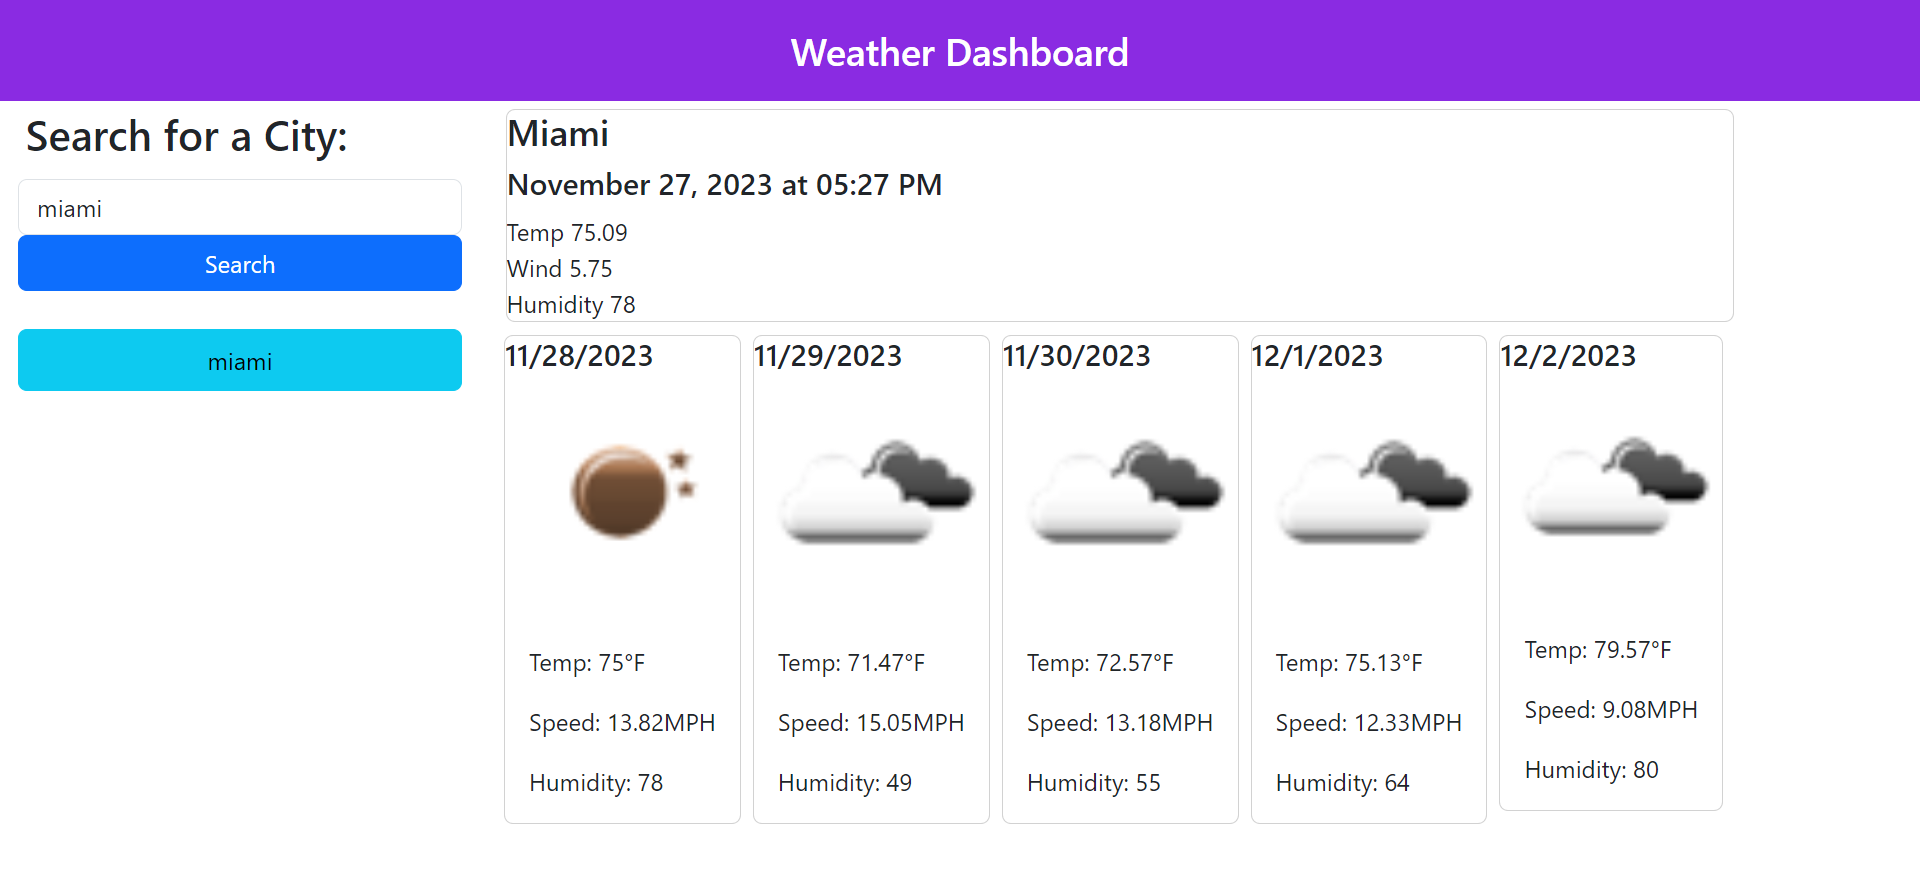 Weather Dashboard
Search for a City:
miami
Search
miami
Miami
November 27, 2023 at 05:27 PM
Temp 75.09
Wind 5.75
Humidity 78
11/28/2023
Temp: 75°F
Speed: 13.82MPH
Humidity: 78
11/29/2023
Temp: 71.47°F
Speed: 15.05MPH
Humidity: 49
11/30/2023
Temp: 72.57°F
Speed: 13.18MPH
Humidity: 55
12/1/2023
Temp: 75.13°F
Speed: 12.33MPH
Humidity: 64
12/2/2023
Temp: 79.57°F
Speed: 9.08MPH
Humidity: 80